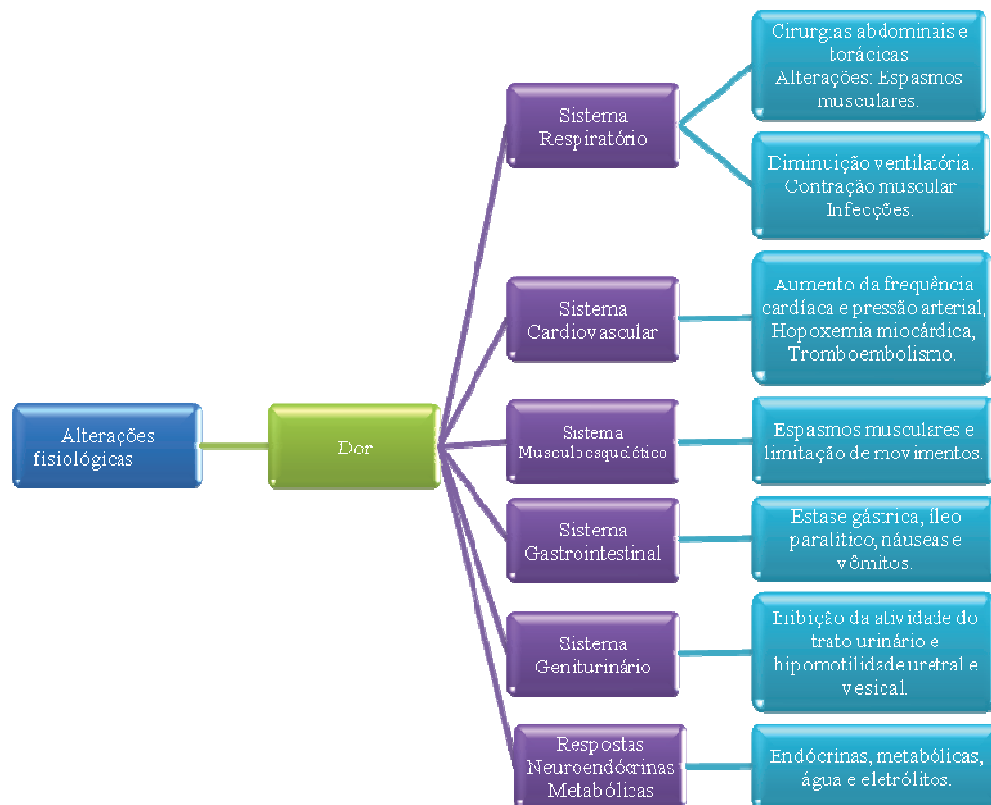 Alterações
fisiológicas
Dor
Sistema
Respiratório
Cirurgias abdominais e
torácicas
Alterações: Espasmos
musculares.
Diminuição ventilatória.
Contração muscular
Infecções.
Sistema
Cardiovascular
Aumento da frequência
cardíaca e pressão arterial,
Hopoxemia miocárdica,
Tromboembolismo.
Sistema
Musculoesquelético
Espasmos musculares e
limitação de movimentos.
Sistema
Gastrointestinal
Estase gástrica, íleo
paralítico, náuseas e
vômitos.
Sistema
Geniturinário
Inibição da atividade do
trato urinário e
hipomotilidade uretral e
vesical.
Respostas
Neuroendócrinas
Metabólicas
Endócrinas, metabólicas,
água e eletrólitos.